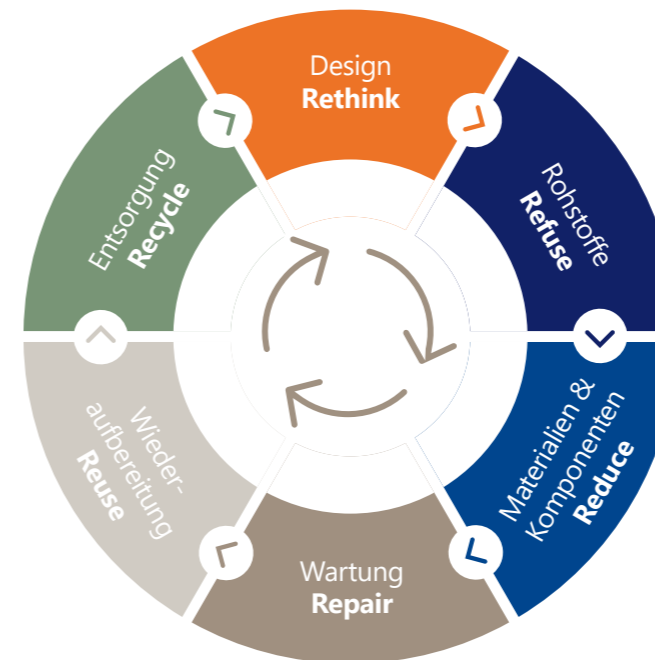 Design
Rethink
Rohstoffe
Refuse
Materialien &
Komponenten
Reduce
Wartung
Repair
Wieder-
aufbereitung
Reuse
Entsorgung
Recycle